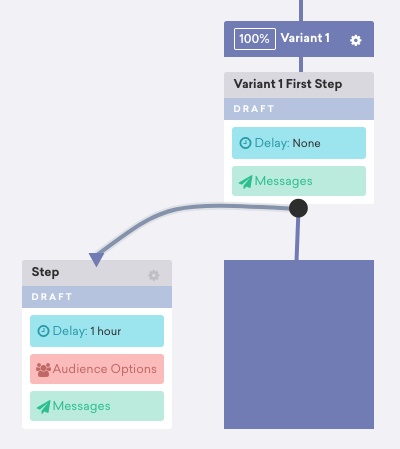 100% Variant 1
Variant 1 First Step
DRAFT
Delay: None
Messages
Step
DRAFT
Delay: 1 hour
Audience Options
Messages